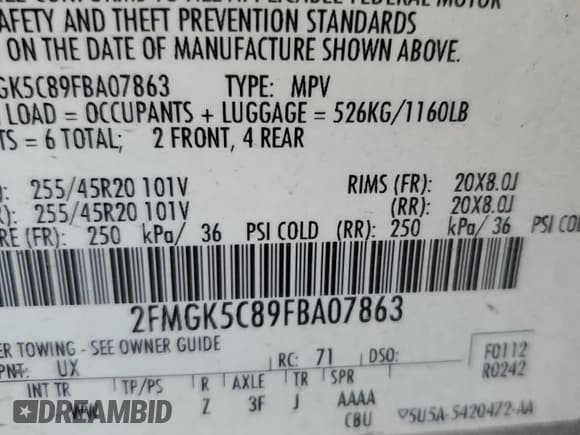 AFETY AND THEFT PREVENTION STANDARDS
ON THE DATE OF MANUFACTURE SHOWN ABOVE.
GK5C89FBA07863 TYPE: MPV
LOAD = OCCUPANTS + LUGGAGE = 526KG/1160LB
TS = 6 TOTAL; 2 FRONT, 4 REAR
): 255/45R20 101V RIMS (FR): 20X8.0J
): 255/45R20 101V (RR): 20X8.0J
RE (FR): 250 kPa/ 36 PSI COLD (RR): 250 kPa/ 36 PSI COL
2FMGK5C89FBA07863
ER TOWING - SEE OWNER GUIDE
PNT: UX RC: 71 DSO: F0112
R0242
INT TR TP/PS R AXLE TR SPR
Z 3F J AAAA
CBU 5U5A-5420472-AA
DREAMBID